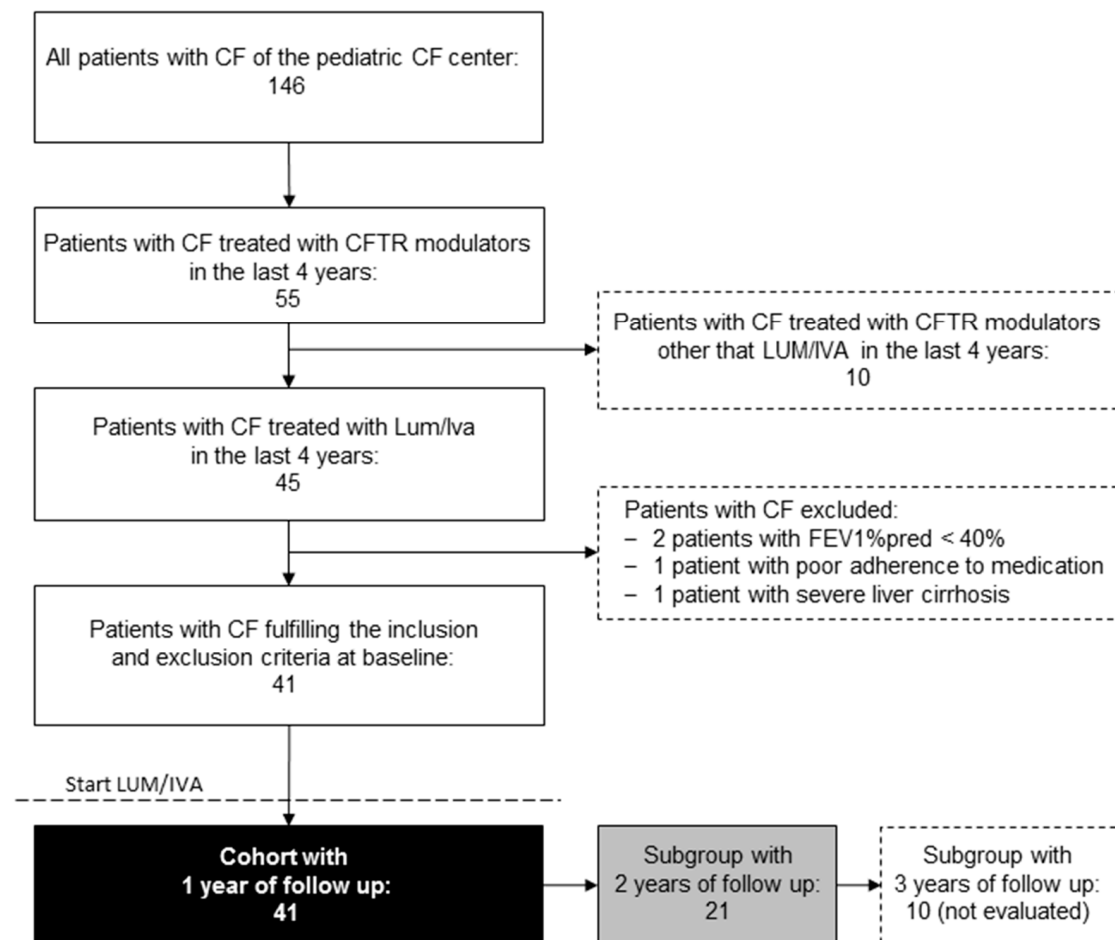 All patients with CF of the pediatric CF center:
146
Patients with CF treated with CFTR modulators
in the last 4 years:
55
Patients with CF treated with CFTR modulators
other that LUM/IVA in the last 4 years:
10
Patients with CF treated with Lum/Iva
in the last 4 years:
45
Patients with CF excluded:
– 2 patients with FEV1%pred < 40%
– 1 patient with poor adherence to medication
– 1 patient with severe liver cirrhosis
Patients with CF fulfilling the inclusion
and exclusion criteria at baseline:
41
Start LUM/IVA
Cohort with
1 year of follow up:
41
Subgroup with
2 years of follow up:
21
Subgroup with
3 years of follow up:
10 (not evaluated)